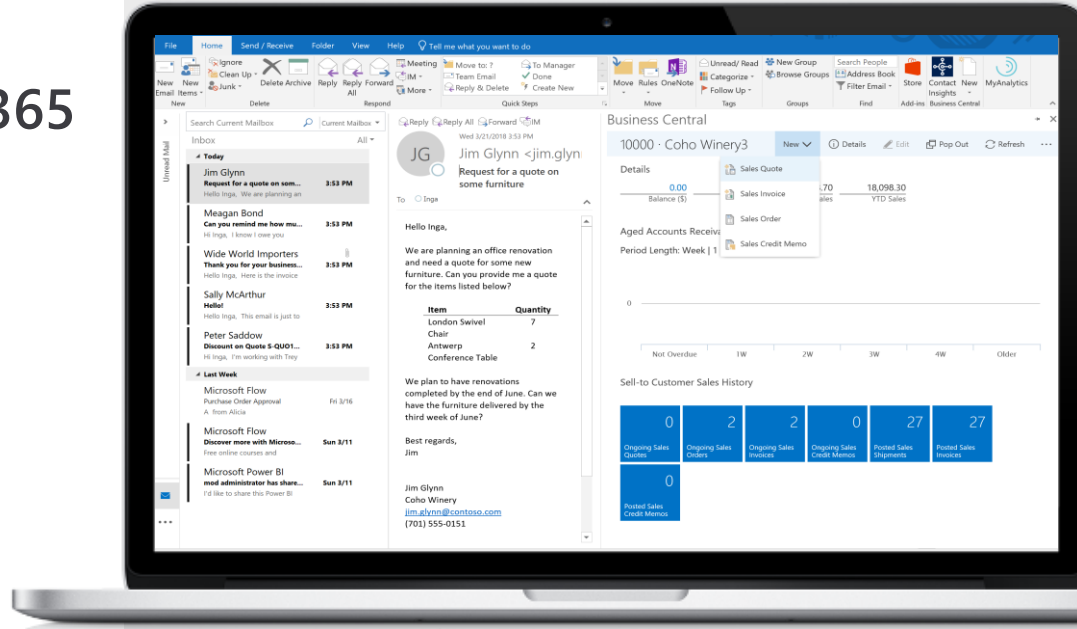 365
File Home Send / Receive Folder View Help Tell me what you want to do
New Email
New Items
Ignore
Clean Up
Junk
Delete
Archive
Reply
Reply All
Forward
Meeting
IM
More
Move to: ?
Team Email
Reply & Delete
To Manager
Done
Create New
Move
Rules
OneNote
Unread/ Read
Categorize
Follow Up
New Group
Browse Groups
Search People
Address Book
Filter Email
Store
Contact Insights
New
MyAnalytics
New Delete Respond Quick Steps Move Tags Groups Find Add-ins Business Central
Unread Mail
Search Current Mailbox Current Mailbox
Inbox All
Today
Jim Glynn
Request for a quote on som... 3:53 PM
Hello Inga, We are planning an
Meagan Bond
Can you remind me how mu... 3:53 PM
Hi Inga, I know I owe you
Wide World Importers
Thank you for your business... 3:53 PM
Hello Inga, Here is the invoice
Sally McArthur
Hello! 3:53 PM
Hello Inga, This email is just to
Peter Saddow
Discount on Quote S-QUO1... 3:53 PM
Hi Inga, I'm working with Trey
Last Week
Microsoft Flow
Purchase Order Approval Fri 3/16
A from Alicia
Microsoft Flow
Discover more with Microso... Sun 3/11
Free online courses and
Microsoft Power BI
mod administrator has share... Sun 3/11
I'd like to share this Power BI
Reply Reply All Forward IM
Wed 3/21/2018 3:53 PM
JG
Jim Glynn <jim.glyn
Request for a quote on
some furniture
To Inga
Hello Inga,
We are planning an office renovation
and need a quote for some new
furniture. Can you provide me a quote
for the items listed below?
Item Quantity
London Swivel 7
Chair
Antwerp 2
Conference Table
We plan to have renovations
completed by the end of June. Can we
have the furniture delivered by the
third week of June?
Best regards,
Jim
Jim Glynn
Coho Winery
jim.glynn@contoso.com
(701) 555-0151
Business Central
10000 · Coho Winery New Details Edit Pop Out Refresh
Sales Quote
Sales Invoice
Sales Order
Sales Credit Memo
Details
0.00 .70 18,098.30
Balance ($) ales YTD Sales
Aged Accounts Receiva
Period Length: Week | 1
0
Not Overdue 1W 2W 3W 4W Older
Sell-to Customer Sales History
0 2 2 0 27 27
Ongoing Sales Quotes
Ongoing Sales Orders
Ongoing Sales Invoices
Ongoing Sales Credit Memos
Posted Sales Shipments
Posted Sales Invoices
0
Posted Sales
Credit Memos